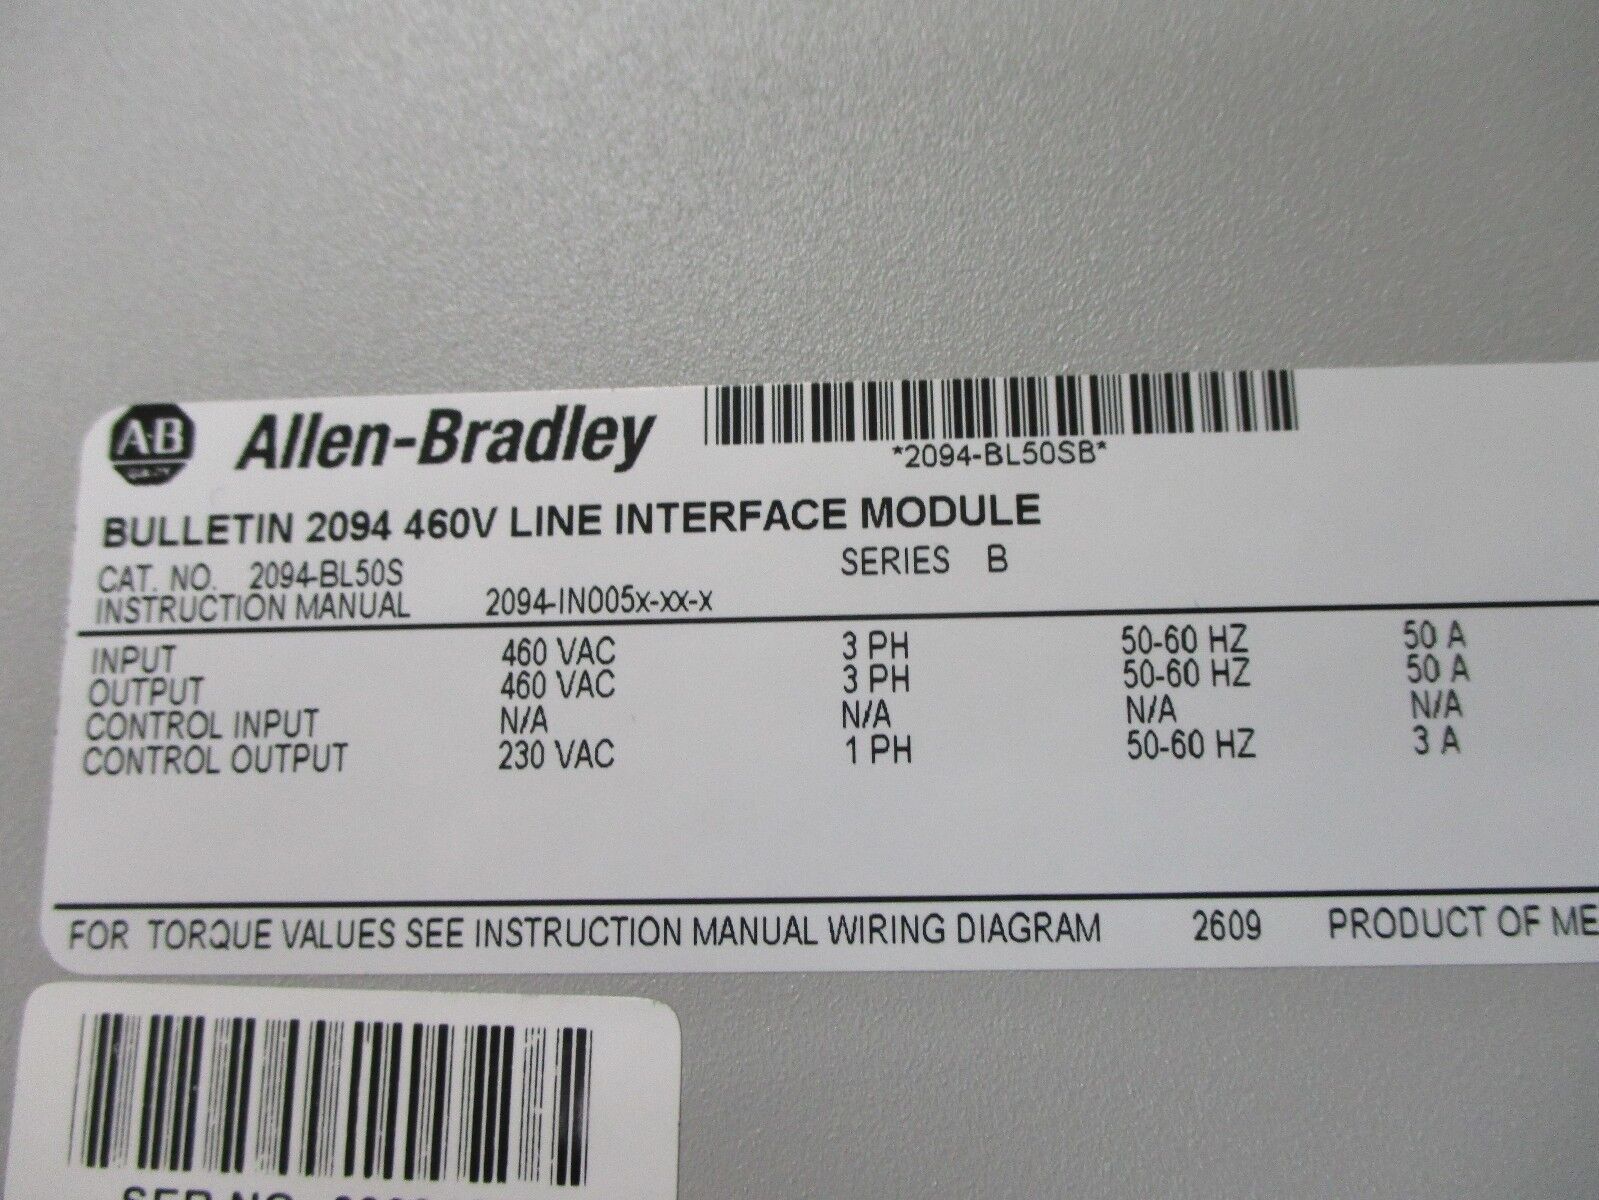 A-B
Allen-Bradley
*2094-BL50SB*
BULLETIN 2094 460V LINE INTERFACE MODULE
CAT. NO. 2094-BL50S SERIES B
INSTRUCTION MANUAL 2094-IN005x-xx-x
INPUT 460 VAC 3 PH 50-60 HZ 50 A
OUTPUT 460 VAC 3 PH 50-60 HZ 50 A
CONTROL INPUT N/A N/A N/A N/A
CONTROL OUTPUT 230 VAC 1 PH 50-60 HZ 3 A
FOR TORQUE VALUES SEE INSTRUCTION MANUAL WIRING DIAGRAM 2609 PRODUCT OF ME
SER NO.